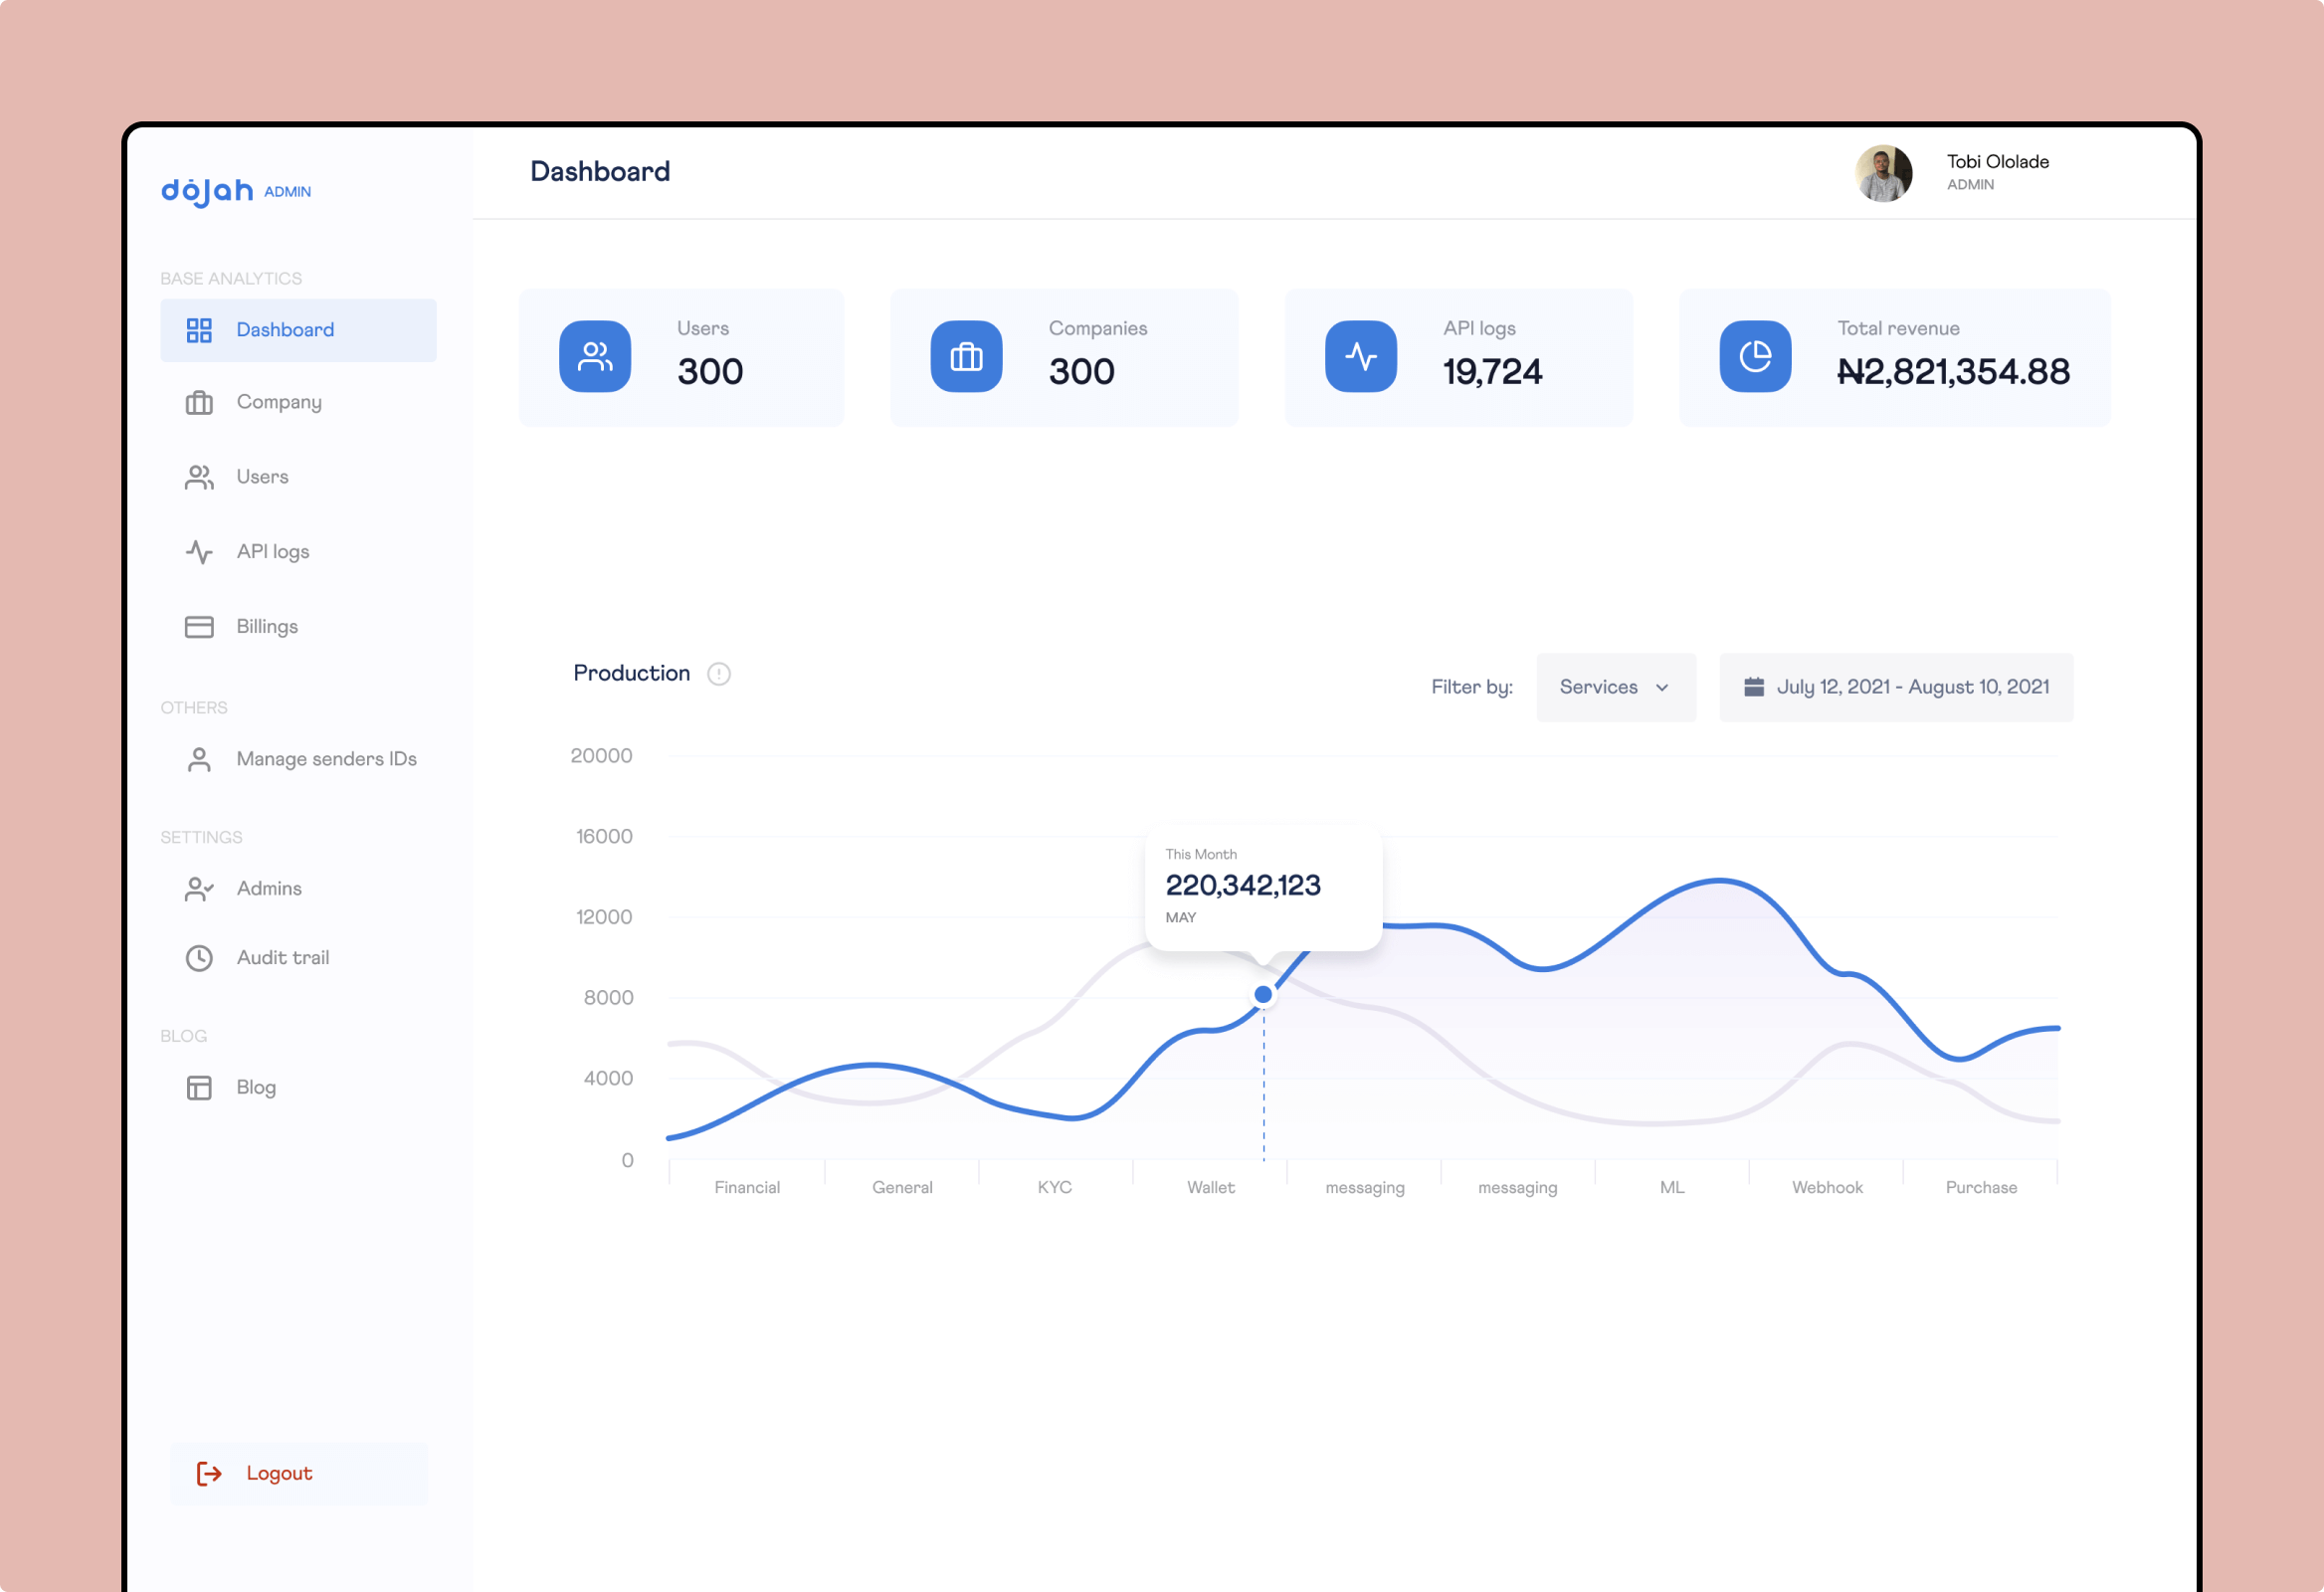 dojah ADMIN
BASE ANALYTICS
Dashboard
Company
Users
API logs
Billings
OTHERS
Manage senders IDs
SETTINGS
Admins
Audit trail
BLOG
Blog
Logout
Dashboard
Tobi Ololade
ADMIN
Users
300
Companies
300
API logs
19,724
Total revenue
₦2,821,354.88
Production
Filter by:
Services
July 12, 2021 - August 10, 2021
20000
16000
12000
8000
4000
0
This Month
220,342,123
MAY
Financial
General
KYC
Wallet
messaging
messaging
ML
Webhook
Purchase